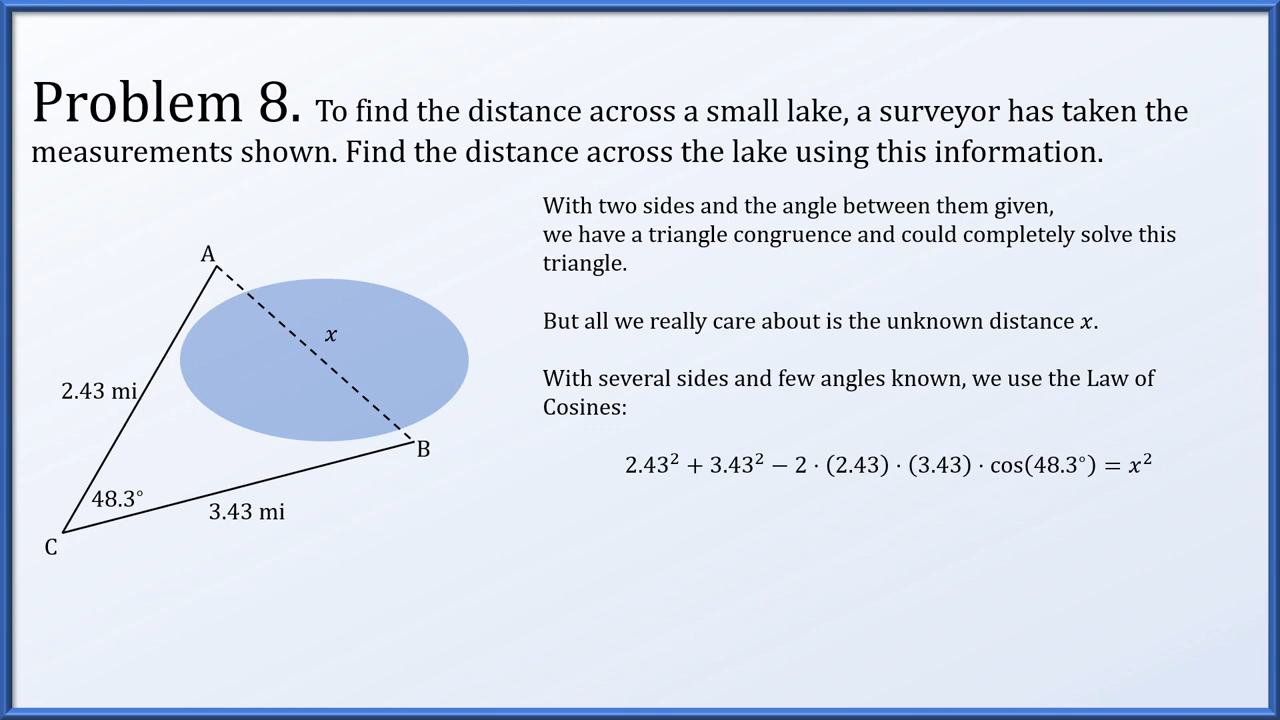 Problem 8. To find the distance across a small lake, a surveyor has taken the
measurements shown. Find the distance across the lake using this information.
With two sides and the angle between them given,
we have a triangle congruence and could completely solve this
triangle.
But all we really care about is the unknown distance 𝑥.
With several sides and few angles known, we use the Law of
Cosines:
2.43² + 3.43² − 2 · (2.43) · (3.43) · cos(48.3°) = 𝑥²
A
𝑥
2.43 mi
B
48.3°
3.43 mi
C